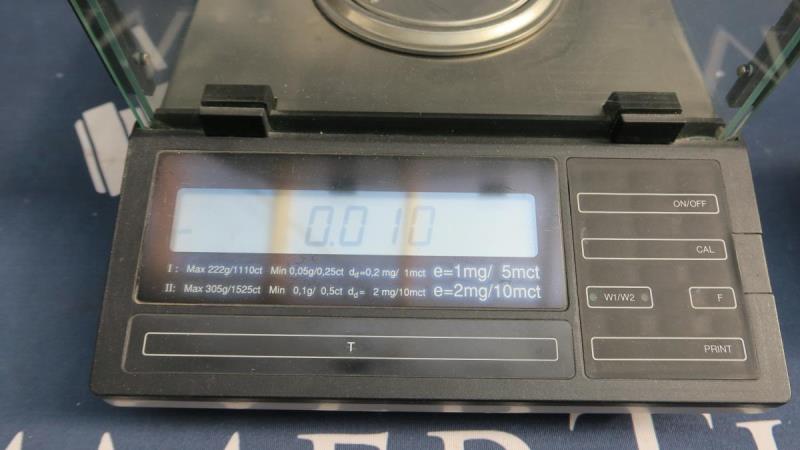 0.010
I: Max 222g/1110ct Min 0,05g/0,25ct dd=0,2 mg/ 1mct e=1mg/ 5mct
II: Max 305g/1525ct Min 0,1g/ 0,5ct dd= 2 mg/10mct e=2mg/10mct
ON/OFF
CAL
W1/W2 F
PRINT
T